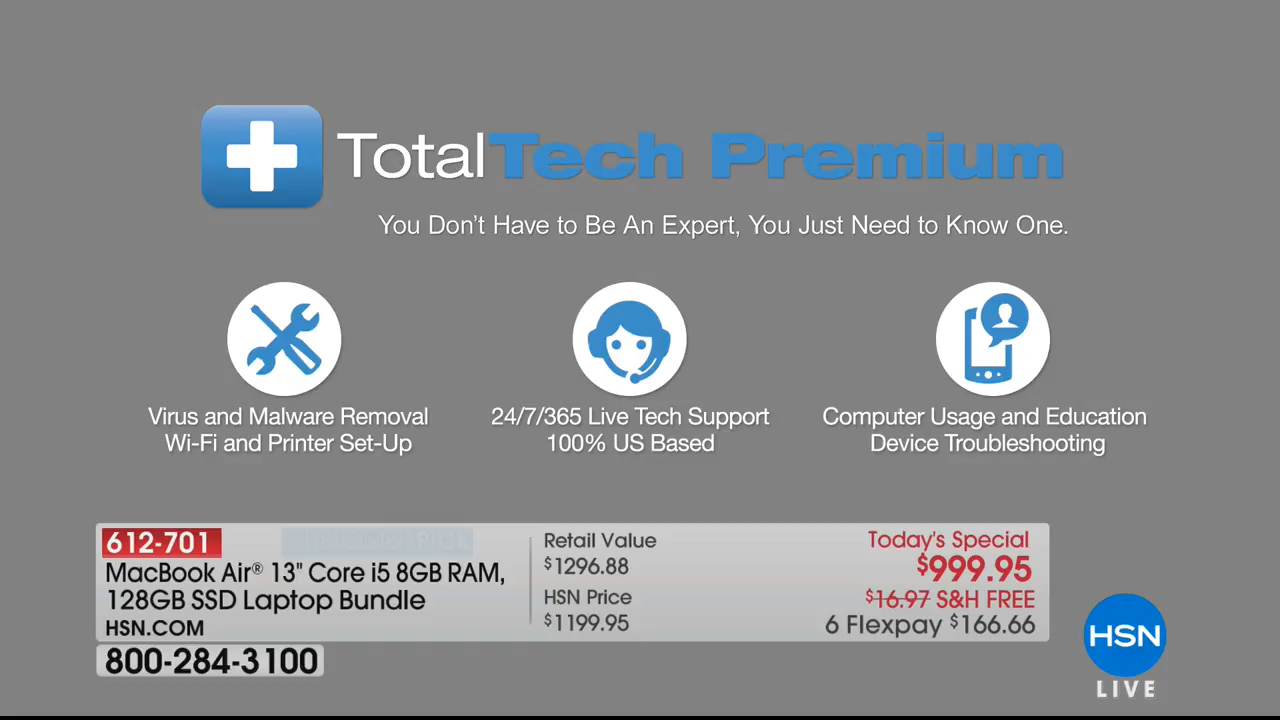 TotalTech Premium
You Don't Have to Be An Expert, You Just Need to Know One.
Virus and Malware Removal
Wi-Fi and Printer Set-Up
24/7/365 Live Tech Support
100% US Based
Computer Usage and Education
Device Troubleshooting
612-701
MacBook Air® 13" Core i5 8GB RAM,
128GB SSD Laptop Bundle
HSN.COM
Retail Value
$1296.88
HSN Price
$1199.95
Today's Special
$999.95
$16.97 S&H FREE
6 Flexpay $166.66
800-284-3100
HSN
LIVE